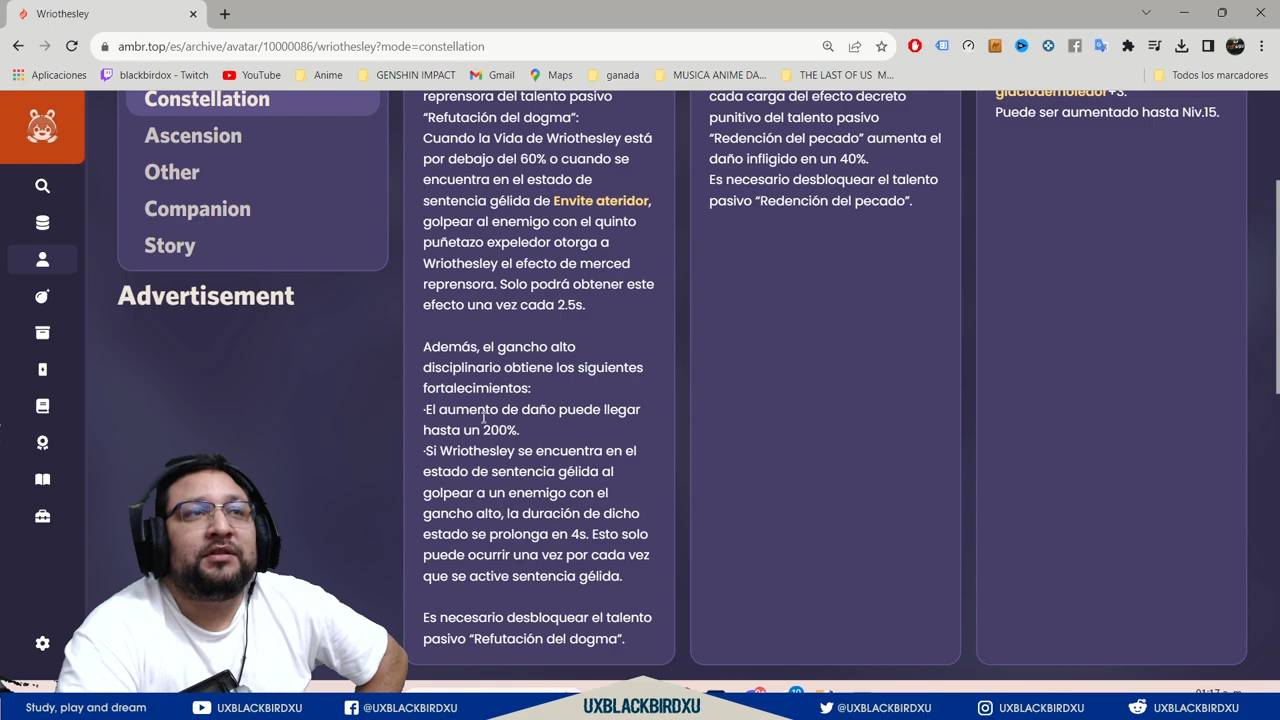 Wriothesley
ambr.top/es/archive/avatar/10000086/wriothesley?mode=constellation
Aplicaciones
blackbirdox - Twitch
YouTube
Anime
GENSHIN IMPACT
Gmail
Maps
ganada
MUSICA ANIME DA...
THE LAST OF US M...
Todos los marcadores
Constellation
Ascension
Other
Companion
Story
Advertisement
reprensora del talento pasivo
“Refutación del dogma”:
Cuando la Vida de Wriothesley está
por debajo del 60% o cuando se
encuentra en el estado de
sentencia gélida de Envite ateridor,
golpear al enemigo con el quinto
puñetazo expeledor otorga a
Wriothesley el efecto de merced
reprensora. Solo podrá obtener este
efecto una vez cada 2.5s.
Además, el gancho alto
disciplinario obtiene los siguientes
fortalecimientos:
·El aumento de daño puede llegar
hasta un 200%.
·Si Wriothesley se encuentra en el
estado de sentencia gélida al
golpear a un enemigo con el
gancho alto, la duración de dicho
estado se prolonga en 4s. Esto solo
puede ocurrir una vez por cada vez
que se active sentencia gélida.
Es necesario desbloquear el talento
pasivo “Refutación del dogma”.
cada carga del efecto decreto
punitivo del talento pasivo
“Redención del pecado” aumenta el
daño infligido en un 40%.
Es necesario desbloquear el talento
pasivo “Redención del pecado”.
glaciodemoledor+3.
Puede ser aumentado hasta Niv.15.
Study, play and dream
UXBLACKBIRDXU
@UXBLACKBIRDXU
UXBLACKBIRDXU
@UXBLACKBIRDXU
UXBLACKBIRDXU
UXBLACKBIRDXU